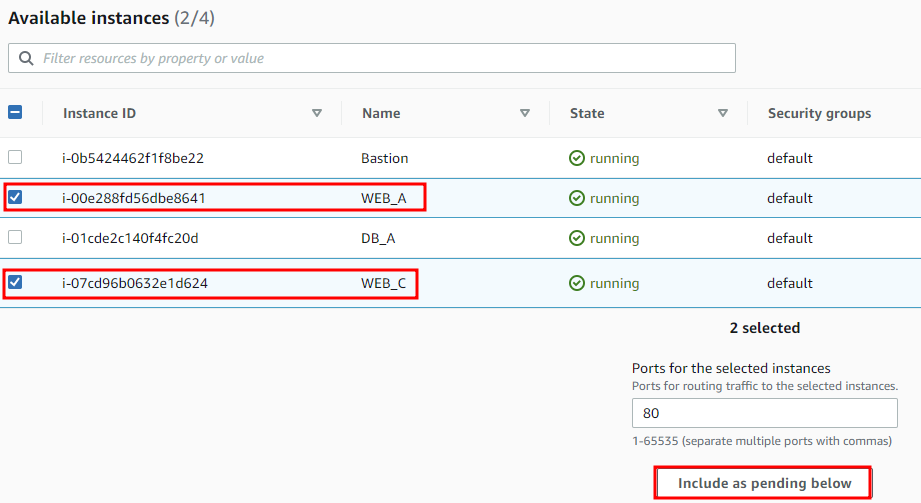 Available instances (2/4)
Filter resources by property or value
Instance ID Name State Security groups
i-0b5424462f1f8be22 Bastion running default
i-00e288fd56dbe8641 WEB_A running default
i-01cde2c140f4fc20d DB_A running default
i-07cd96b0632e1d624 WEB_C running default
2 selected
Ports for the selected instances
Ports for routing traffic to the selected instances.
80
1-65535 (separate multiple ports with commas)
Include as pending below